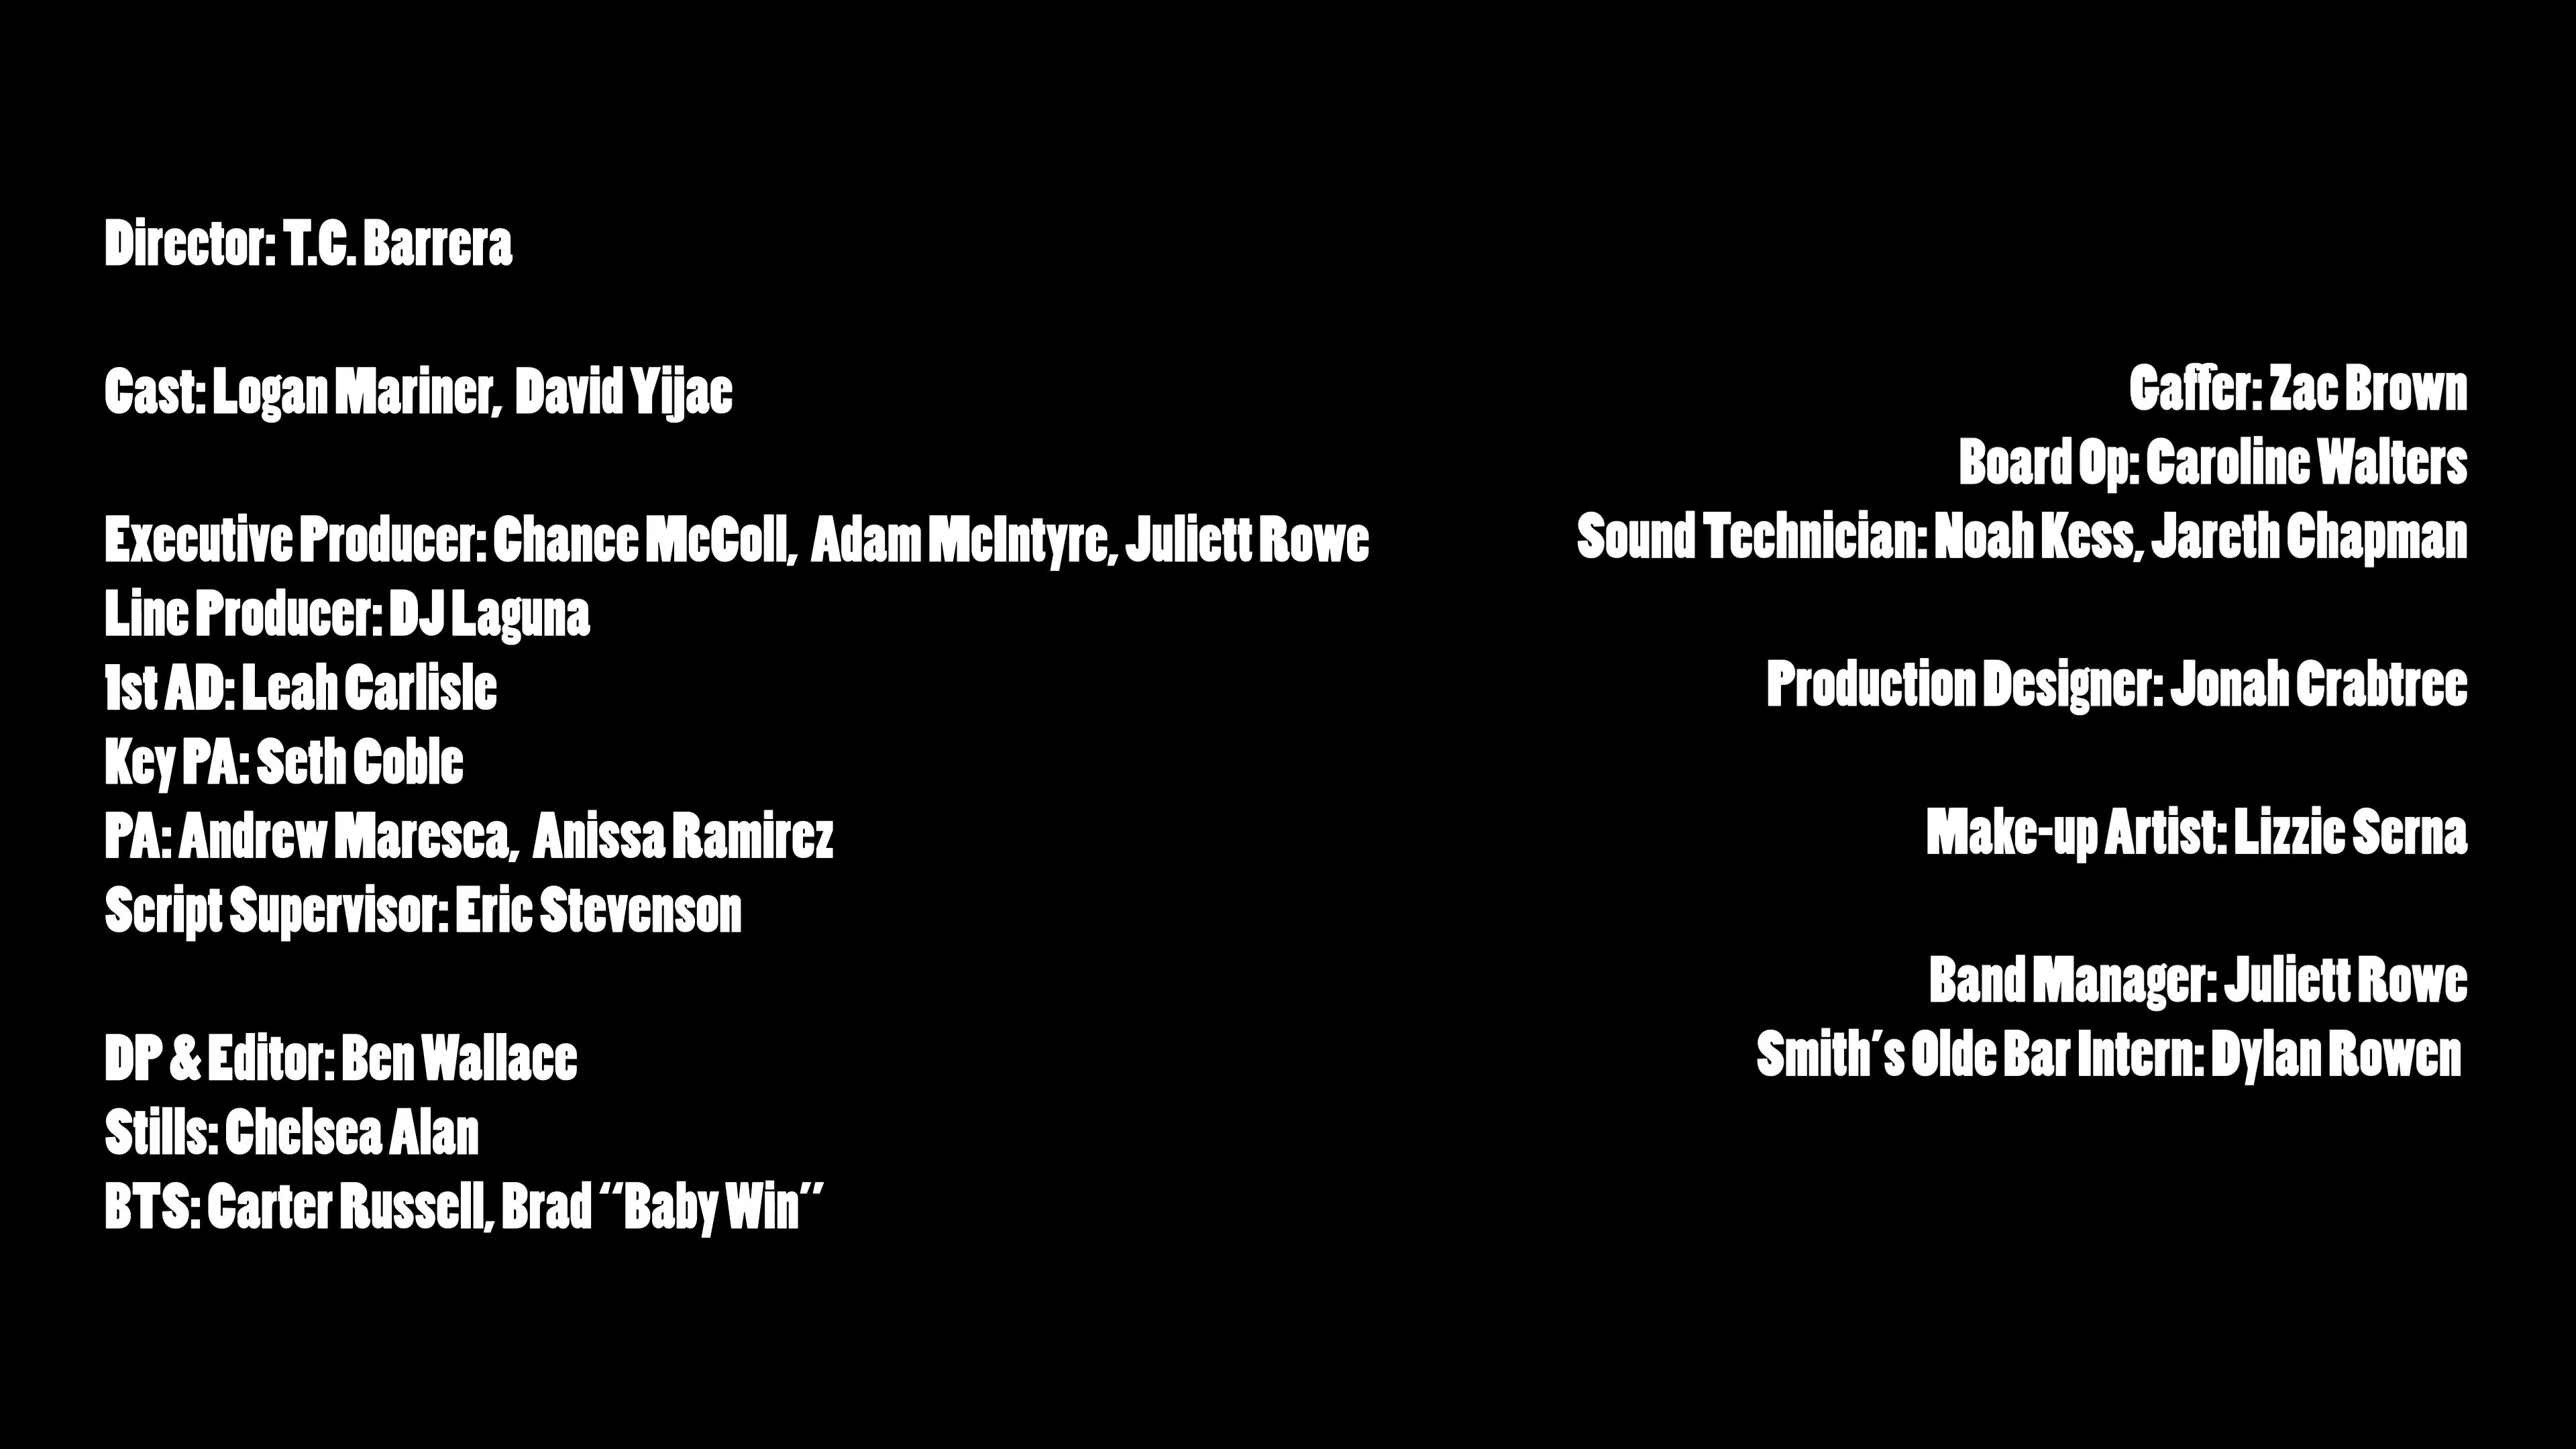 Director: T.C. Barrera
Cast: Logan Mariner, David Yijae
Executive Producer: Chance McColl, Adam McIntyre, Juliett Rowe
Line Producer: DJ Laguna
1st AD: Leah Carlisle
Key PA: Seth Coble
PA: Andrew Maresca, Anissa Ramirez
Script Supervisor: Eric Stevenson
DP & Editor: Ben Wallace
Stills: Chelsea Alan
BTS: Carter Russell, Brad “Baby Win”
Gaffer: Zac Brown
Board Op: Caroline Walters
Sound Technician: Noah Kess, Jareth Chapman
Production Designer: Jonah Crabtree
Make-up Artist: Lizzie Serna
Band Manager: Juliett Rowe
Smith’s Olde Bar Intern: Dylan Rowen